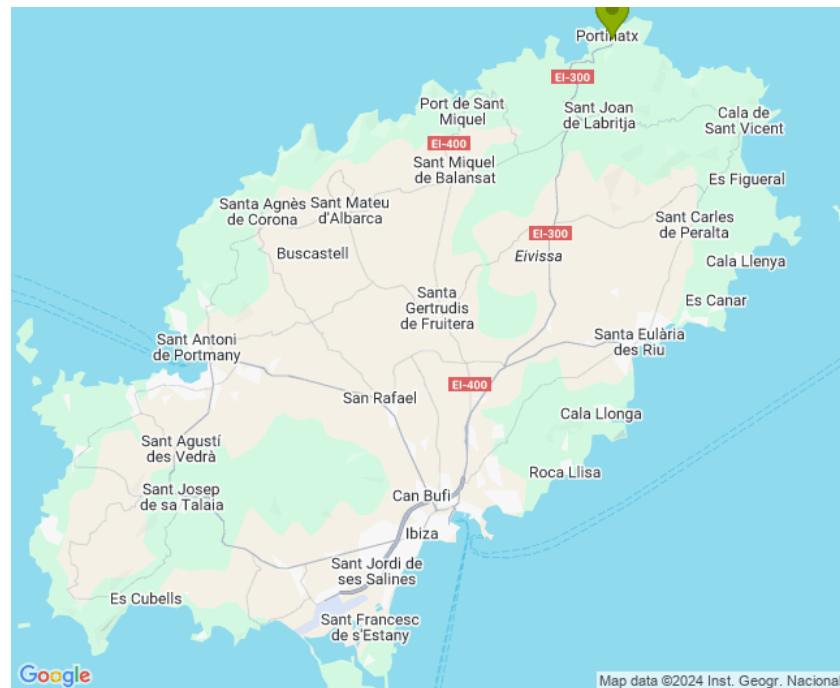 Portinatx
EI-300
Port de Sant
Miquel
Sant Joan
de Labritja
Cala de
Sant Vicent
EI-400
Sant Miquel
de Balansat
Es Figueral
Santa Agnès
de Corona
Sant Mateu
d'Albarca
Sant Carles
de Peralta
EI-300
Buscastell
Eivissa
Cala Llenya
Santa
Gertrudis
de Fruitera
Es Canar
Sant Antoni
de Portmany
Santa Eulària
des Riu
EI-400
San Rafael
Cala Llonga
Sant Agustí
des Vedrà
Roca Llisa
Sant Josep
de sa Talaia
Can Bufi
Ibiza
Sant Jordi de
ses Salines
Es Cubells
Sant Francesc
de s'Estany
Google
Map data ©2024 Inst. Geogr. Nacional